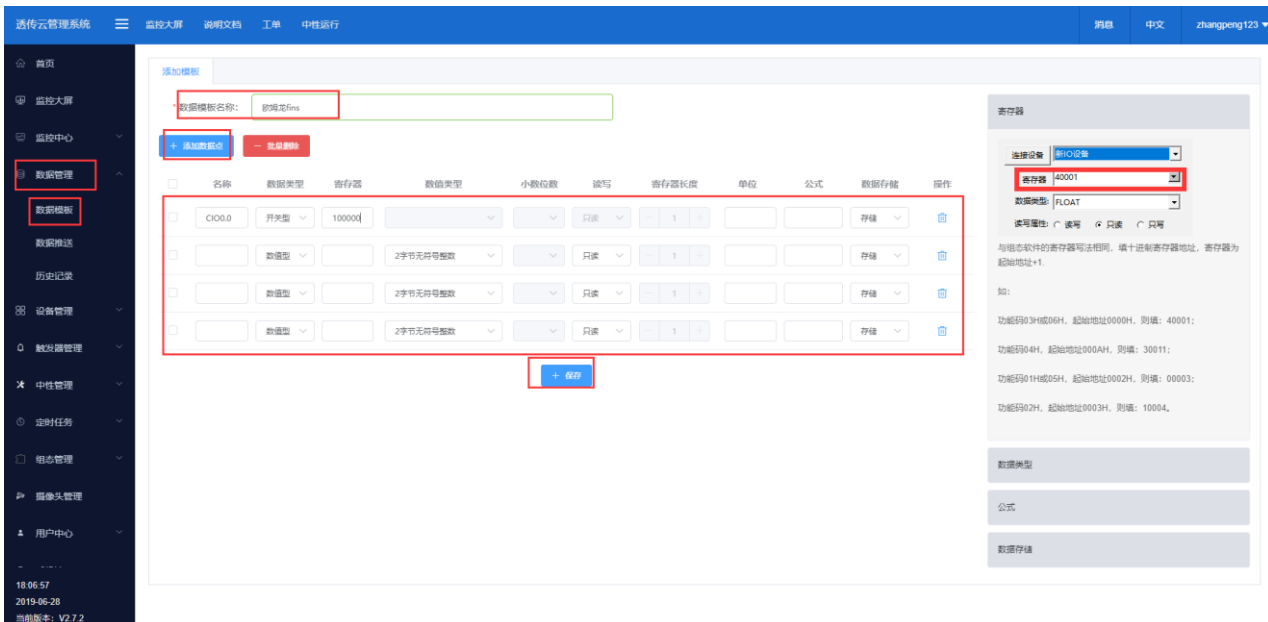 透传云管理系统 监控大屏 说明文档 工单 中性运行 消息 中文 zhangpeng123
首页
监控大屏
监控中心
数据管理
数据模板
数据推送
历史记录
设备管理
触发器管理
中性管理
定时任务
组态管理
摄像头管理
用户中心
18:06:57
2019-06-28
当前版本：V2.7.2
添加模板
*数据模板名称： 欧姆龙fins
+ 添加数据点 — 批量删除
名称 数据类型 寄存器 数值类型 小数位数 读写 寄存器长度 单位 公式 数据存储 操作
CIO0.0 开关型 100000 只读 − 1 + 存储
数值型 2字节无符号整数 只读 − 1 + 存储
数值型 2字节无符号整数 只读 − 1 + 存储
数值型 2字节无符号整数 只读 − 1 + 存储
+ 保存
寄存器
连接设备 新IO设备
寄存器 40001
数据类型: FLOAT
读写属性: 读写 只读 只写
与组态软件的寄存器写法相同，填十进制寄存器地址，寄存器为
起始地址+1.
如：
功能码03H或06H，起始地址0000H，则填：40001；
功能码04H，起始地址000AH，则填：30011；
功能码01H或05H，起始地址0002H，则填：00003；
功能码02H，起始地址0003H，则填：10004。
数据类型
公式
数据存储